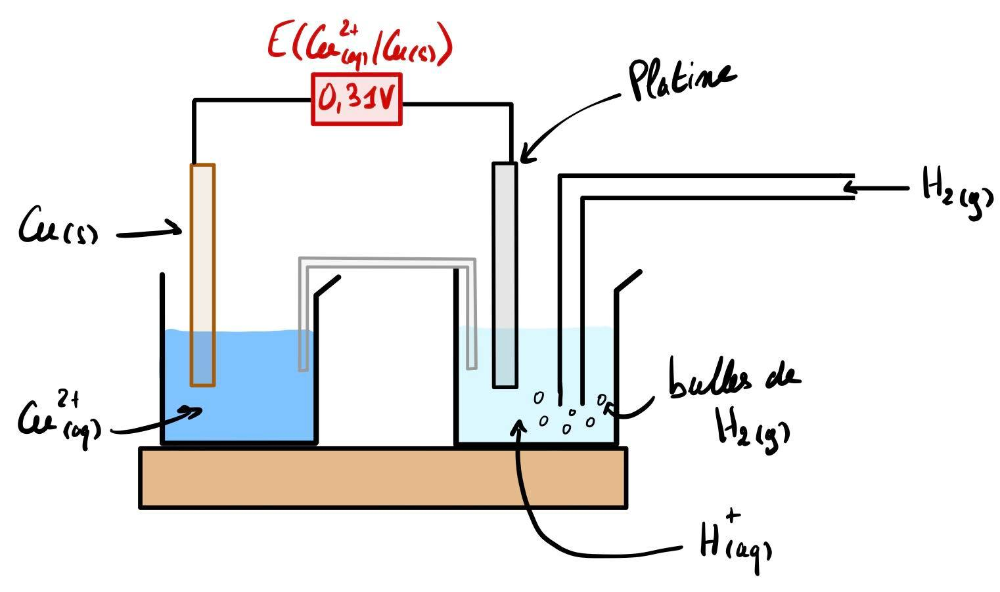 E(Cu²⁺(aq)/Cu(s))
0,31V
Platine
H₂(g)
Cu(s)
Cu²⁺(aq)
bulles de
H₂(g)
H⁺(aq)